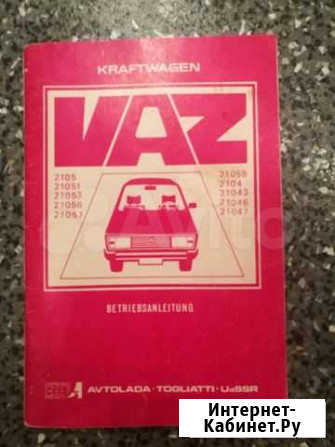 KRAFTWAGEN
VAZ
2105
21051
21053
21056
21057
21058
2104
21043
21046
21047
BETRIEBSANLEITUNG
AVTOLADA · TOGLIATTI · UdSSR
Avito
Интернет-
Кабинет.Ру